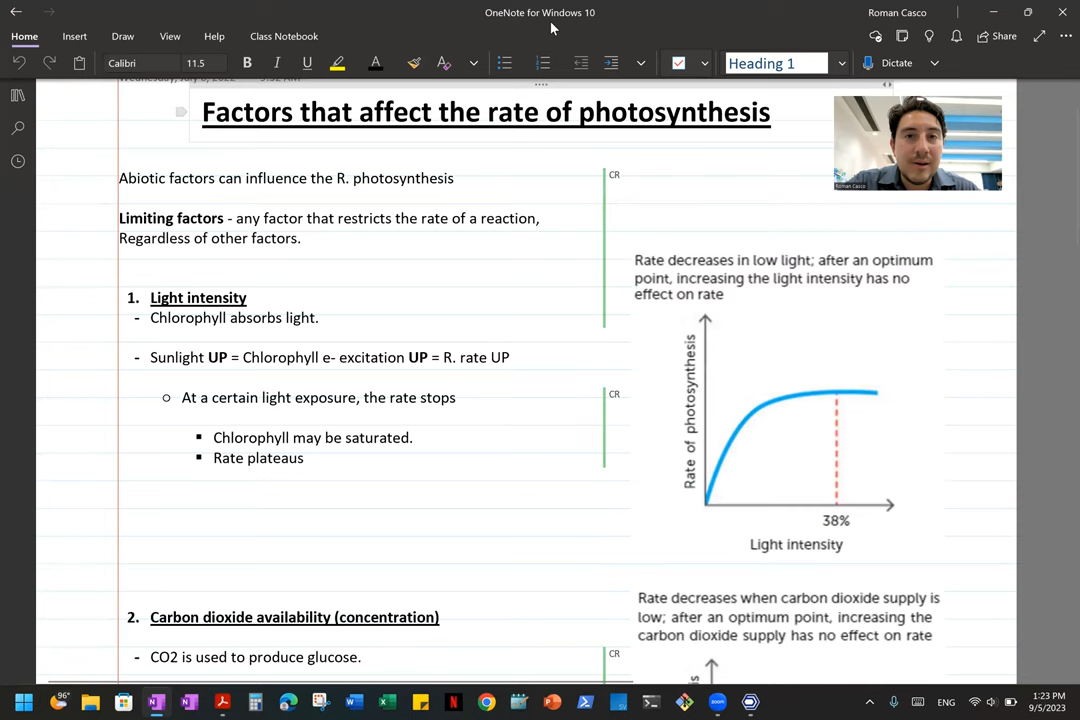 OneNote for Windows 10
Roman Casco
Home Insert Draw View Help Class Notebook
Share
Calibri 11.5 B I U A Heading 1 Dictate
Wednesday, July 6, 2022
Factors that affect the rate of photosynthesis
Roman Casco
Abiotic factors can influence the R. photosynthesis
CR
Limiting factors - any factor that restricts the rate of a reaction,
Regardless of other factors.
Rate decreases in low light; after an optimum
point, increasing the light intensity has no
effect on rate
1. Light intensity
- Chlorophyll absorbs light.
- Sunlight UP = Chlorophyll e- excitation UP = R. rate UP
CR
○ At a certain light exposure, the rate stops
▪ Chlorophyll may be saturated.
▪ Rate plateaus
Rate of photosynthesis
38%
Light intensity
2. Carbon dioxide availability (concentration)
Rate decreases when carbon dioxide supply is
low; after an optimum point, increasing the
carbon dioxide supply has no effect on rate
- CO2 is used to produce glucose.
CR
96°
ENG
1:23 PM
9/5/2023